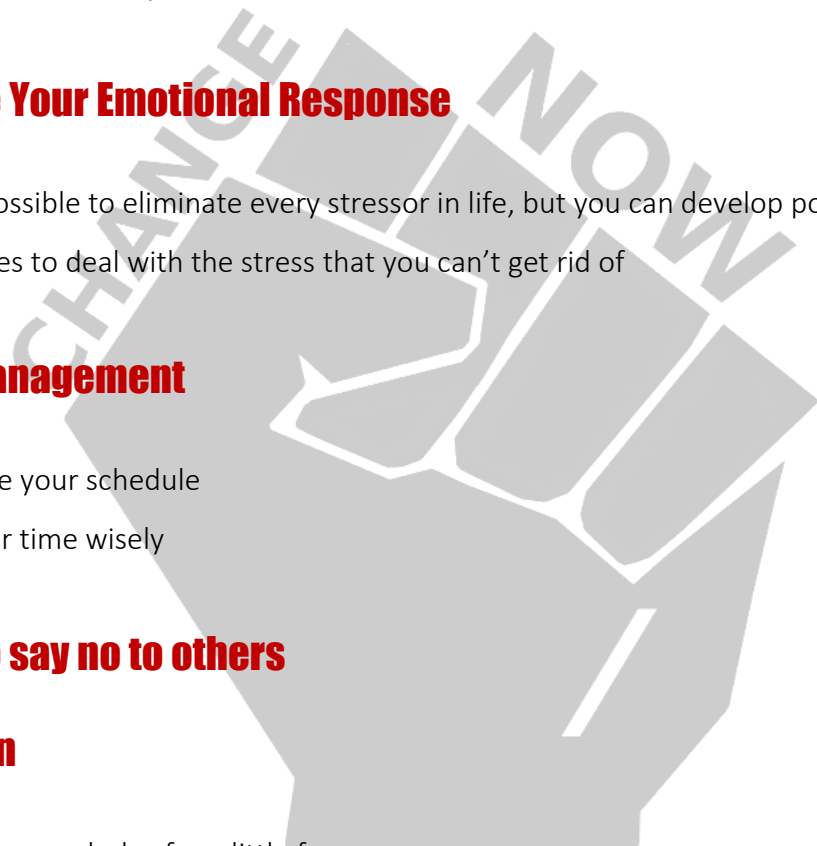 CHANGE NOW
Your Emotional Response
ossible to eliminate every stressor in life, but you can develop po
es to deal with the stress that you can’t get rid of
anagement
e your schedule
r time wisely
say no to others
n